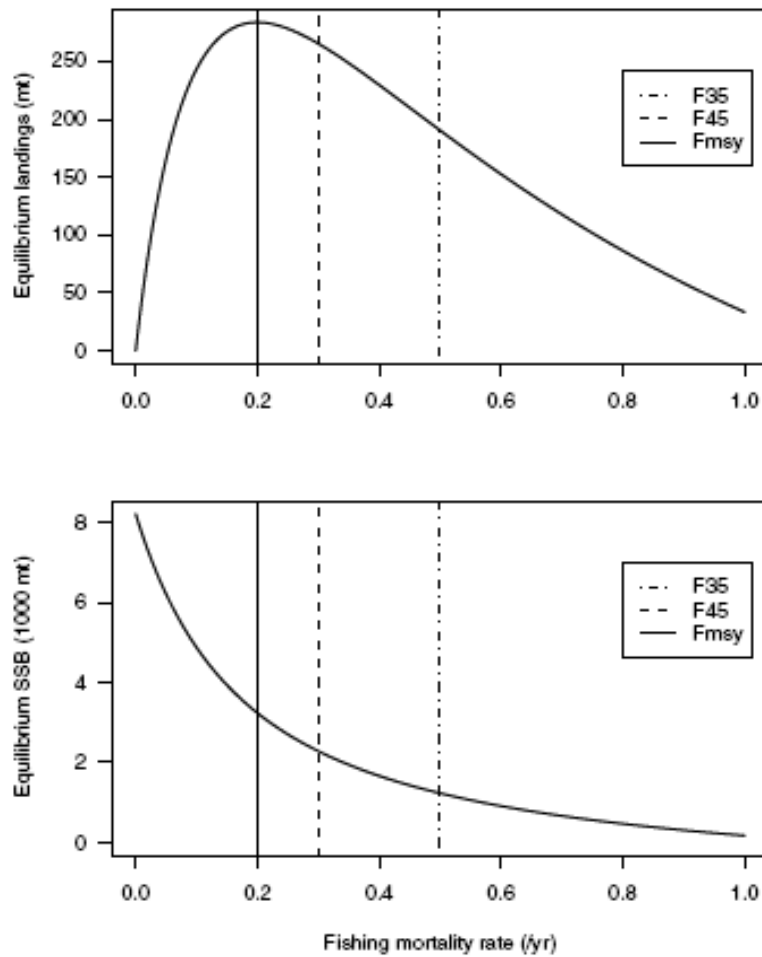 Equilibrium landings (mt)
250
200
150
100
50
0
F35
F45
Fmsy
0.0 0.2 0.4 0.6 0.8 1.0
Equilibrium SSB (1000 mt)
8
6
4
2
0
F35
F45
Fmsy
0.0 0.2 0.4 0.6 0.8 1.0
Fishing mortality rate (/yr)